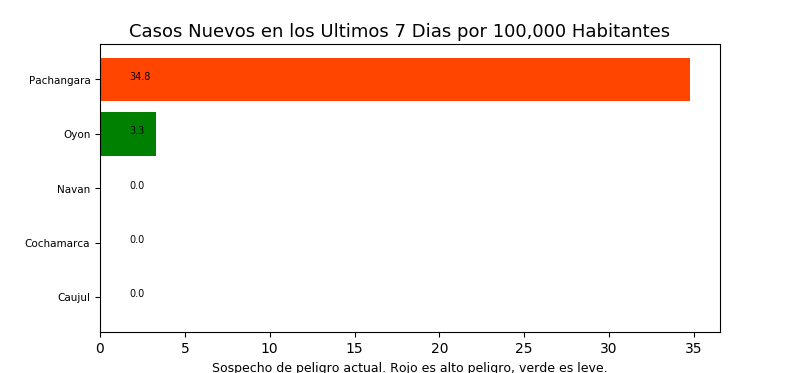 Casos Nuevos en los Ultimos 7 Dias por 100,000 Habitantes
Pachangara 34.8
Oyon 3.3
Navan 0.0
Cochamarca 0.0
Caujul 0.0
0 5 10 15 20 25 30 35
Sospecho de peligro actual. Rojo es alto peligro, verde es leve.